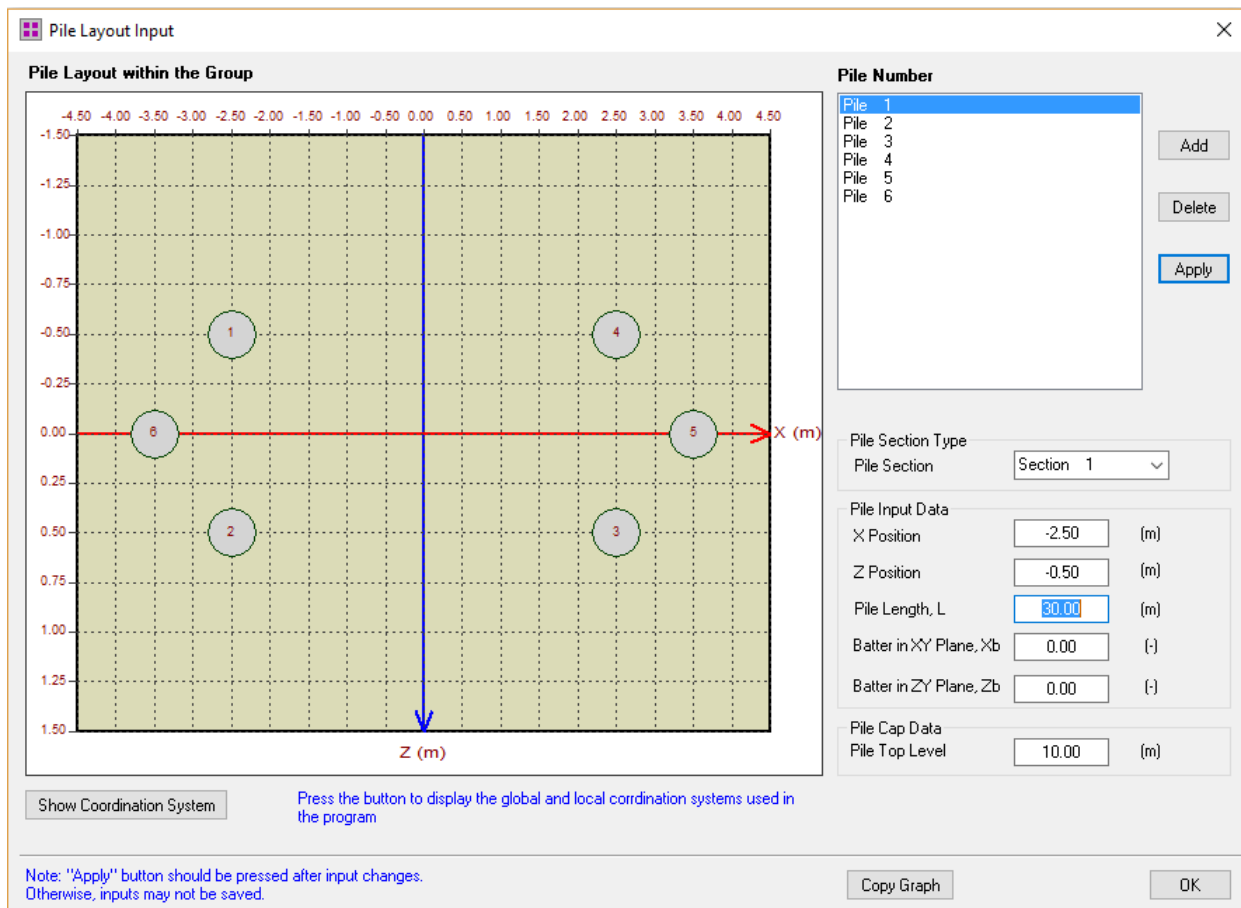 Pile Layout Input
Pile Layout within the Group
-4.50 -4.00 -3.50 -3.00 -2.50 -2.00 -1.50 -1.00 -0.50 0.00 0.50 1.00 1.50 2.00 2.50 3.00 3.50 4.00 4.50
-1.50
-1.25
-1.00
-0.75
-0.50
1 4
-0.25
0.00
6 5
X (m)
0.25
0.50
2 3
0.75
1.00
1.25
1.50
Z (m)
Show Coordination System
Press the button to display the global and local corrdination systems used in
the program
Pile Number
Pile 1
Pile 2
Pile 3
Pile 4
Pile 5
Pile 6
Add
Delete
Apply
Pile Section Type
Pile Section Section 1
Pile Input Data
X Position -2.50 (m)
Z Position -0.50 (m)
Pile Length, L 30.00 (m)
Batter in XY Plane, Xb 0.00 (-)
Batter in ZY Plane, Zb 0.00 (-)
Pile Cap Data
Pile Top Level 10.00 (m)
Note: "Apply" button should be pressed after input changes.
Otherwise, inputs may not be saved.
Copy Graph
OK